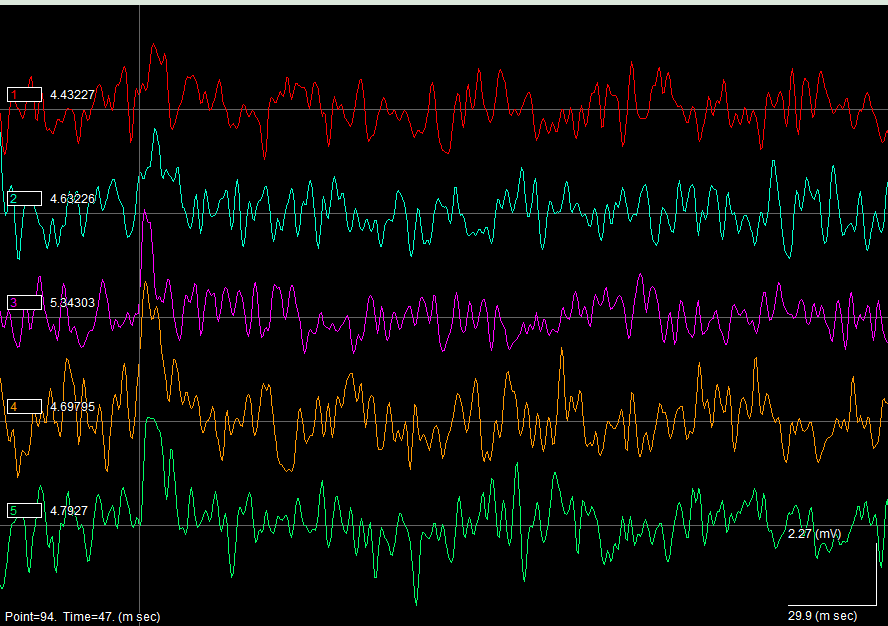 1 4.43227
2 4.63226
3 5.34303
4 4.69795
5 4.7927
2.27 (mV)
Point=94. Time=47. (m sec)
29.9 (m sec)